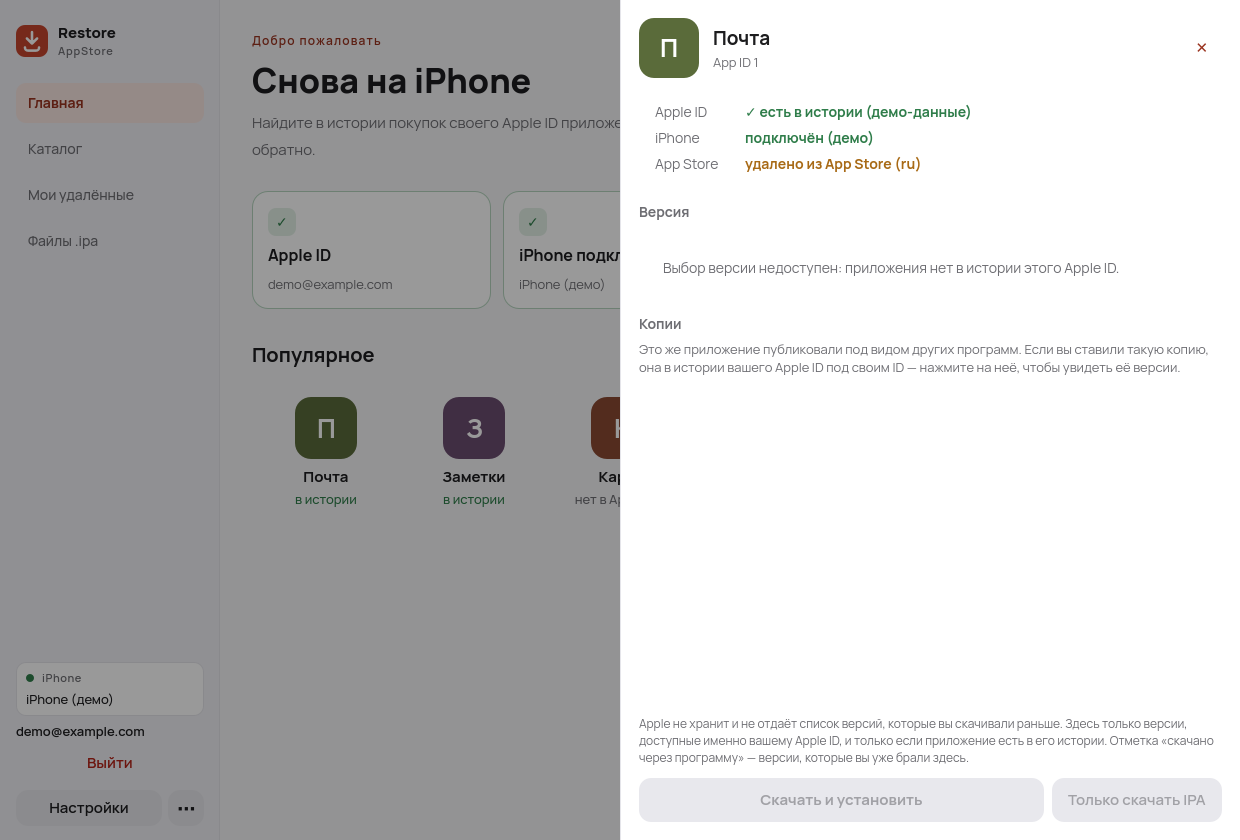 Restore
AppStore
Главная
Каталог
Мои удалённые
Файлы .ipa
iPhone
iPhone (демо)
demo@example.com
Выйти
Настройки
Добро пожаловать
Снова на iPhone
Найдите в истории покупок своего Apple ID
обратно.
✓
Apple ID
demo@example.com
✓
iPhone
iPhone (демо)
Популярное
П
Почта
в истории
З
Заметки
в истории
нет в
П
Почта
App ID 1
✕
Apple ID ✓ есть в истории (демо-данные)
iPhone подключён (демо)
App Store удалено из App Store (ru)
Версия
Выбор версии недоступен: приложения нет в истории этого Apple ID.
Копии
Это же приложение публиковали под видом других программ. Если вы ставили такую копию,
она в истории вашего Apple ID под своим ID — нажмите на неё, чтобы увидеть её версии.
Apple не хранит и не отдаёт список версий, которые вы скачивали раньше. Здесь только версии,
доступные именно вашему Apple ID, и только если приложение есть в его истории. Отметка «скачано
через программу» — версии, которые вы уже брали здесь.
Скачать и установить
Только скачать IPA